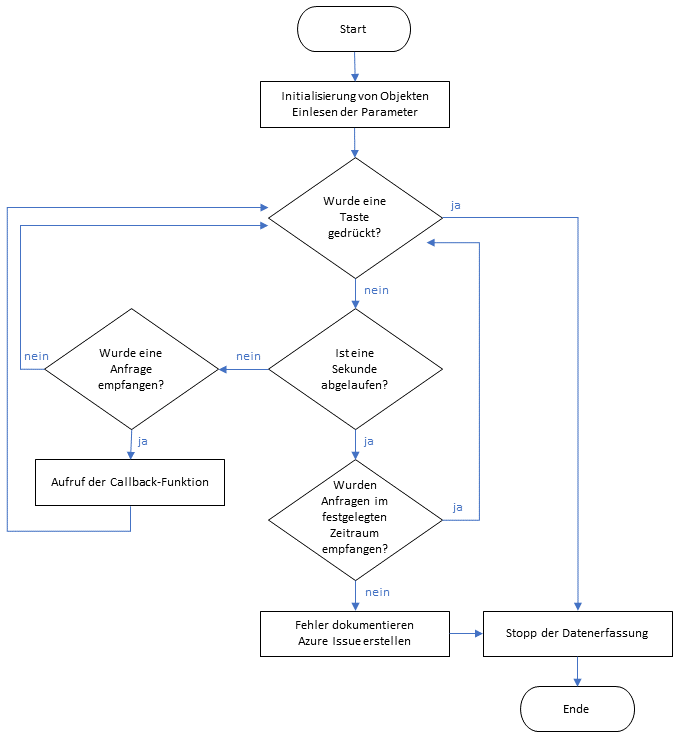 Start
Initialisierung von Objekten
Einlesen der Parameter
Wurde eine
Taste
gedrückt?
ja
nein
Wurde eine
Anfrage
empfangen?
nein
nein
Ist eine
Sekunde
abgelaufen?
ja
ja
Aufruf der Callback-Funktion
Wurden
Anfragen im
festgelegten
Zeitraum
empfangen?
ja
nein
Fehler dokumentieren
Azure Issue erstellen
Stopp der Datenerfassung
Ende